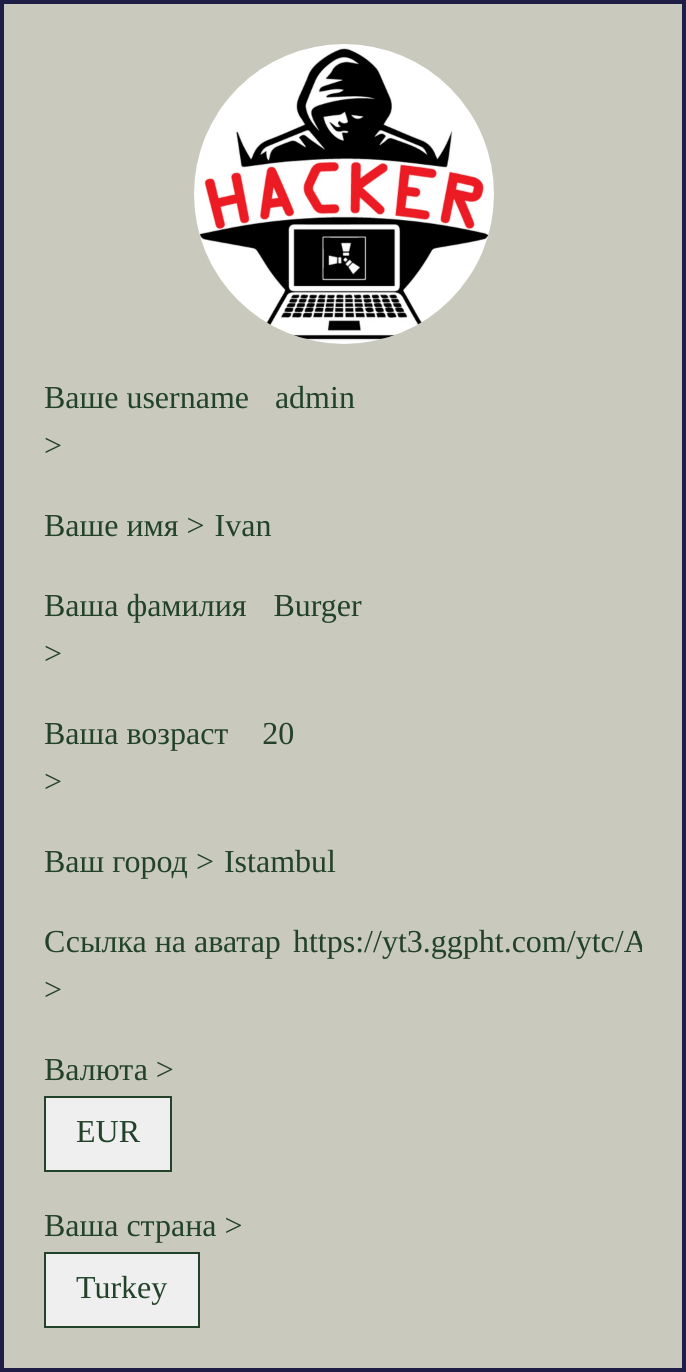 HACKER
Ваше username admin
>
Ваше имя > Ivan
Ваша фамилия Burger
>
Ваша возраст 20
>
Ваш город > Istambul
Ссылка на аватар https://yt3.ggpht.com/ytc/A
>
Валюта >
EUR
Ваша страна >
Turkey